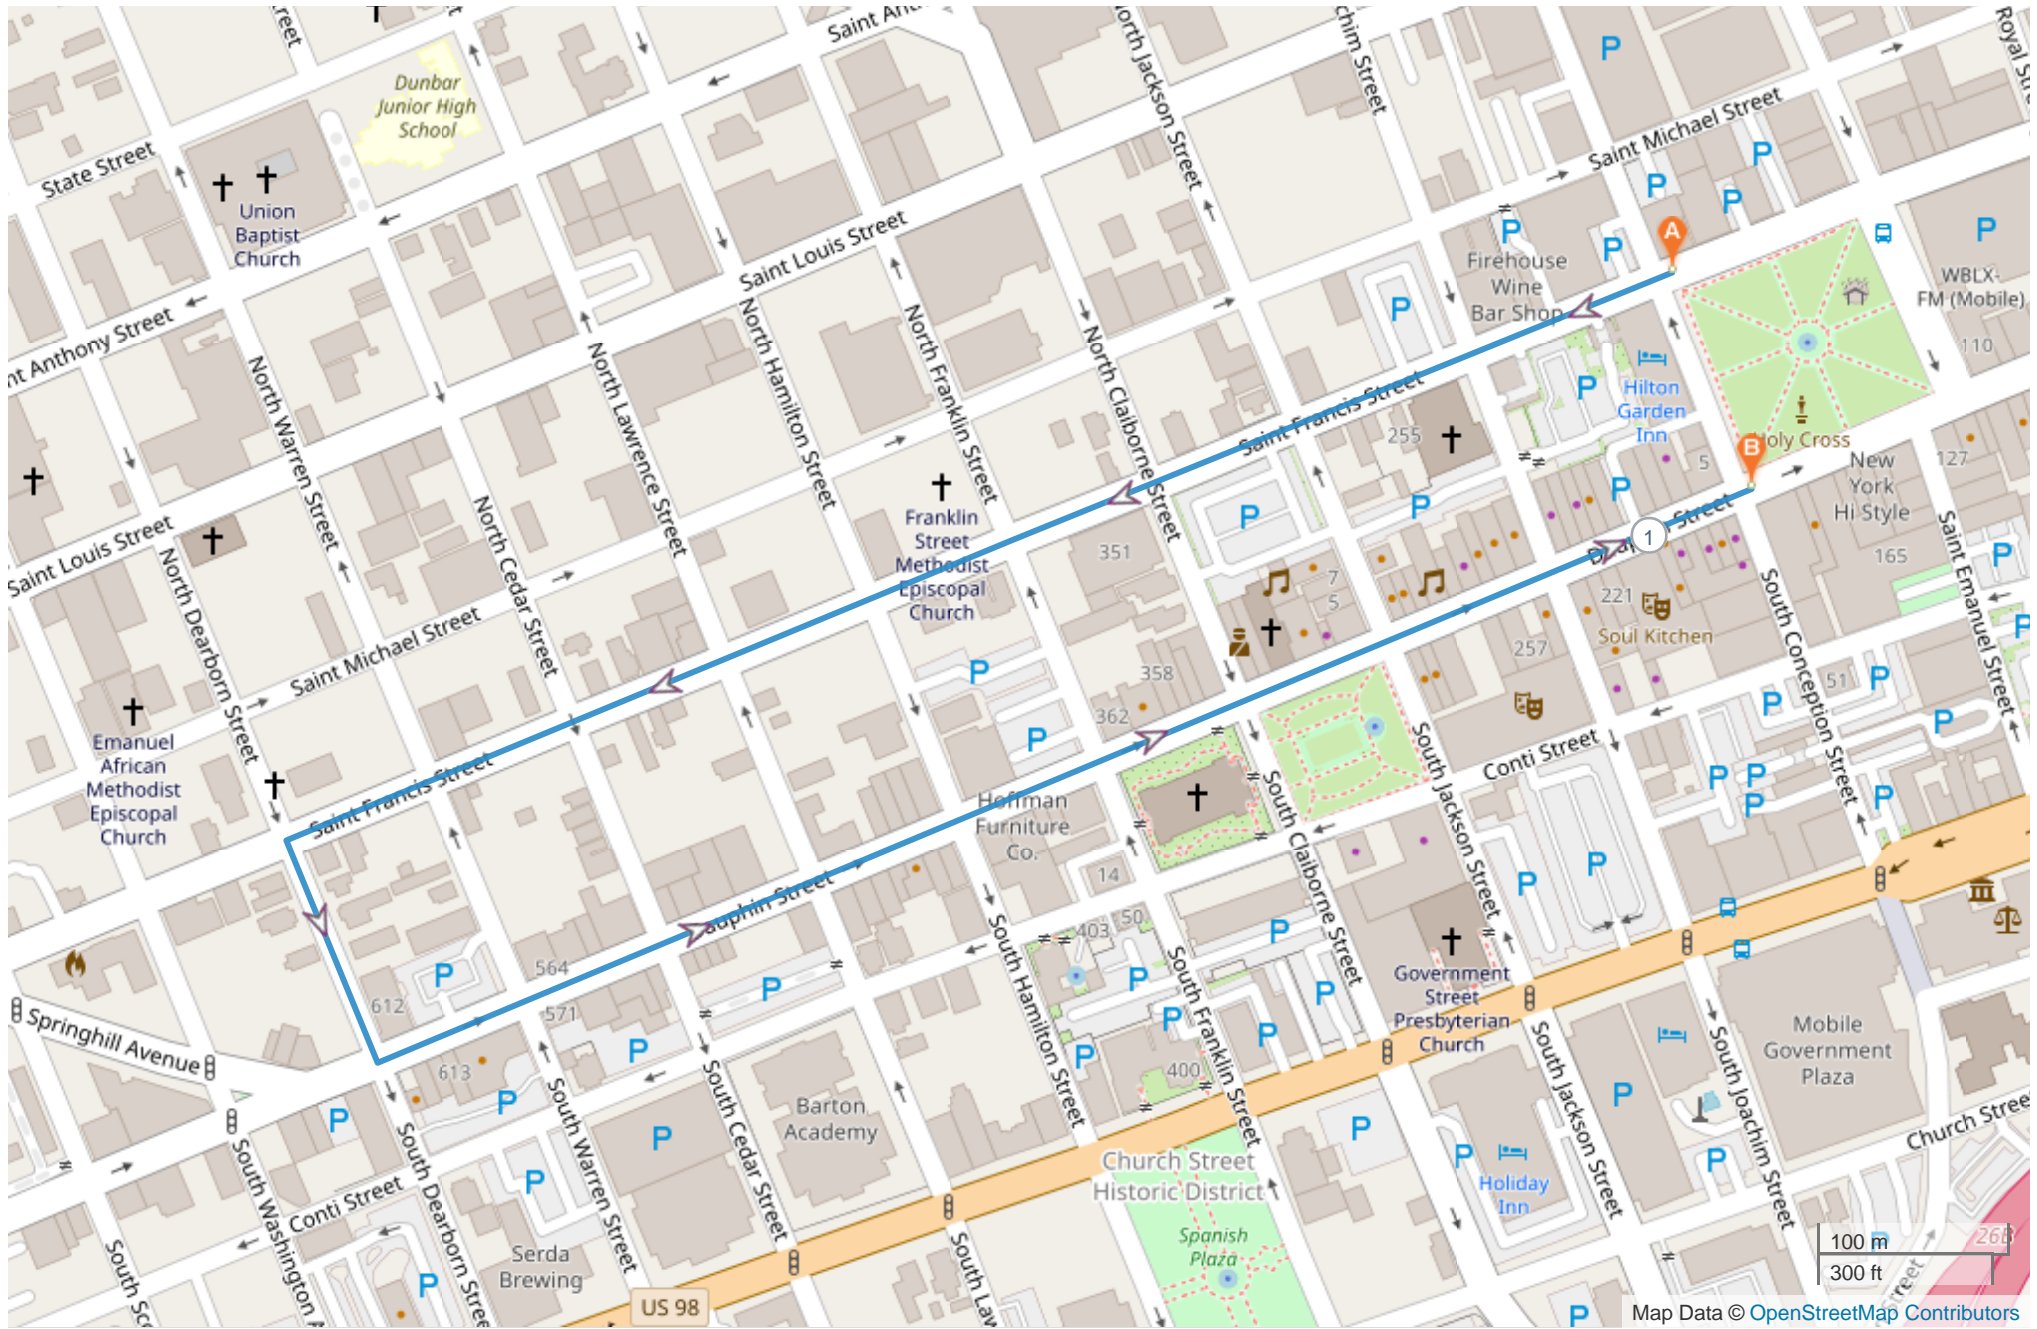 Saint Michael Street
North Jackson Street
Dunbar
Junior High
School
State Street
Union
Baptist
Church
Saint Louis Street
Firehouse
Wine
Bar Shop
A
WBLX-
FM (Mobile)
110
North Warren Street
North Lawrence Street
North Hamilton Street
North Franklin Street
North Claiborne Street
Saint Francis Street
255
Hilton
Garden
Inn
B
Holy Cross
5
New
York
Hi Style
127
Saint Louis Street
North Dearborn Street
North Cedar Street
Franklin
Street
Methodist
Episcopal
Church
351
7
5
1
165
Saint Emanuel Street
221
Soul Kitchen
257
South Conception Street
51
358
362
Saint Michael Street
Emanuel
African
Methodist
Episcopal
Church
Saint Francis Street
Conti Street
South Jackson Street
South Claiborne Street
Hoffman
Furniture
Co.
14
50
403
564
571
612
613
Springhill Avenue
South Hamilton Street
South Franklin Street
Government
Street
Presbyterian
Church
Mobile
Government
Plaza
400
Barton
Academy
South Cedar Street
South Warren Street
South Dearborn Street
Conti Street
South Jackson Street
South Joachim Street
Holiday
Inn
Church Street
Historic District
Spanish
Plaza
Serda
Brewing
US 98
100 m
300 ft
Map Data © OpenStreetMap Contributors